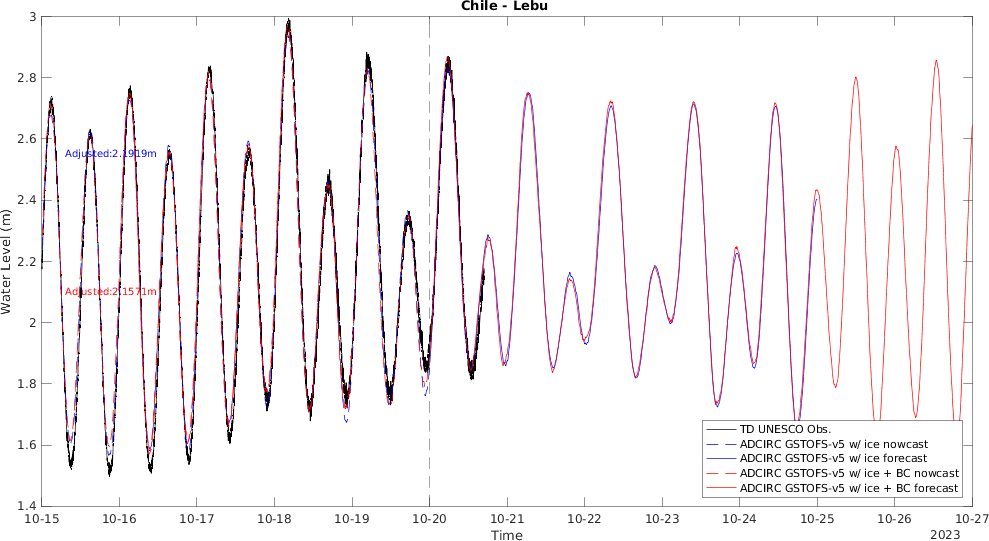 Chile - Lebu
Water Level (m)
3
2.8
2.6
2.4
2.2
2
1.8
1.6
1.4
Adjusted:2.1919m
Adjusted:2.1571m
TD UNESCO Obs.
ADCIRC GSTOFS-v5 w/ ice nowcast
ADCIRC GSTOFS-v5 w/ ice forecast
ADCIRC GSTOFS-v5 w/ ice + BC nowcast
ADCIRC GSTOFS-v5 w/ ice + BC forecast
10-15 10-16 10-17 10-18 10-19 10-20 10-21 10-22 10-23 10-24 10-25 10-26 10-27
Time
2023